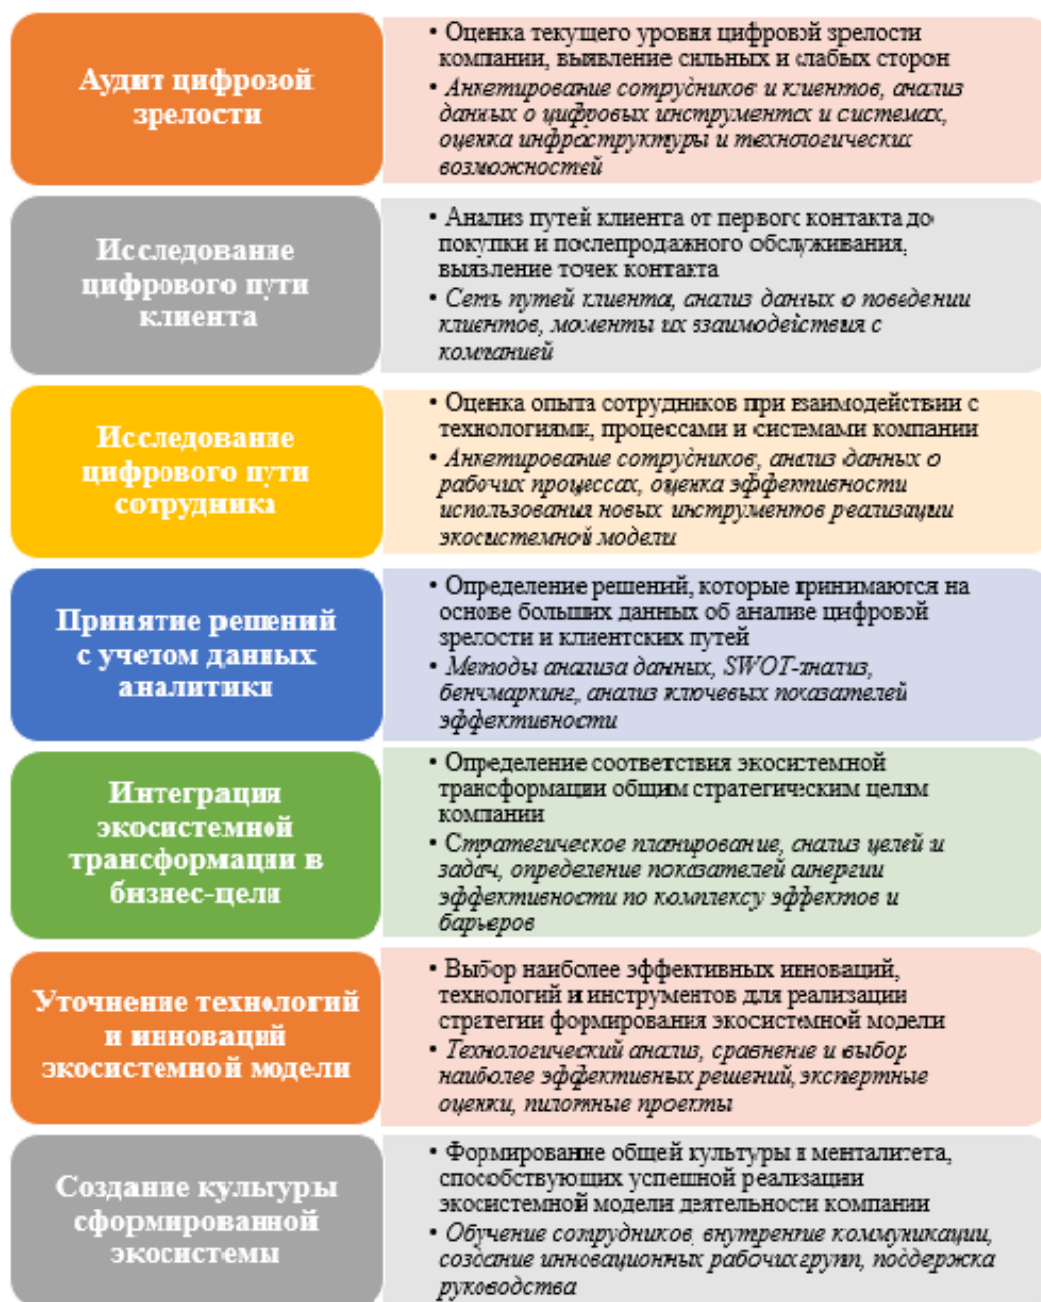 Аудит цифровой
зрелости
• Оценка текущего уровня цифровой зрелости
компании, выявление сильных и слабых сторон
• Анкетирование сотрудников и клиентов, анализ
данных о цифровых инструментах и системах,
оценка инфраструктуры и технологических
возможностей
Исследование
цифрового пути
клиента
• Анализ путей клиента от первого контакта до
покупки и послепродажного обслуживания,
выявление точек контакта
• Сеть путей клиента, анализ данных о поведении
клиентов, моменты их взаимодействия с
компанией
Исследование
цифрового пути
сотрудника
• Оценка опыта сотрудников при взаимодействии с
технологиями, процессами и системами компании
• Анкетирование сотрудников, анализ данных о
рабочих процессах, оценка эффективности
использования новых инструментов реализации
экосистемной модели
Принятие решений
с учетом данных
аналитики
• Определение решений, которые принимаются на
основе больших данных об анализе цифровой
зрелости и клиентских путей
• Методы анализа данных, SWOT-анализ,
бенчмаркинг, анализ ключевых показателей
эффективности
Интеграция
экосистемной
трансформации в
бизнес-цели
• Определение соответствия экосистемной
трансформации общим стратегическим целям
компании
• Стратегическое планирование, анализ целей и
задач, определение показателей синергии
эффективности по комплексу эффектов и
барьеров
Уточнение технологий
и инноваций
экосистемной модели
• Выбор наиболее эффективных инноваций,
технологий и инструментов для реализации
стратегии формирования экосистемной модели
• Технологический анализ, сравнение и выбор
наиболее эффективных решений, экспертные
оценки, пилотные проекты
Создание культуры
сформированной
экосистемы
• Формирование общей культуры и менталитета,
способствующих успешной реализации
экосистемной модели деятельности компании
• Обучение сотрудников, внутренние коммуникации,
создание инновационных рабочих групп, поддержка
руководства